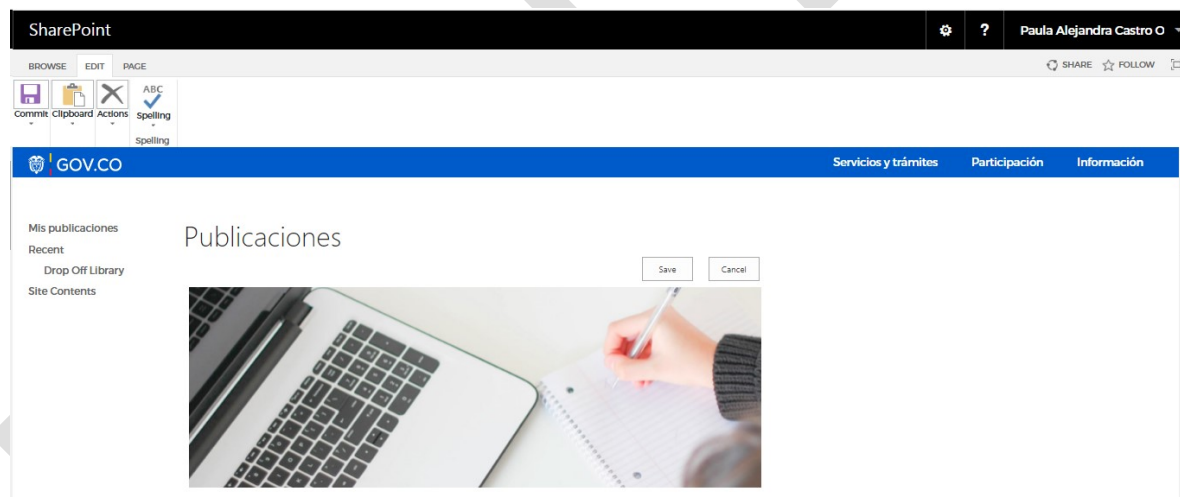 SharePoint
? Paula Alejandra Castro O
BROWSE EDIT PAGE
SHARE FOLLOW
ABC
Commit Clipboard Actions Spelling
Spelling
GOV.CO
Servicios y trámites Participación Información
Mis publicaciones
Publicaciones
Recent
Drop Off Library
Site Contents
Save Cancel